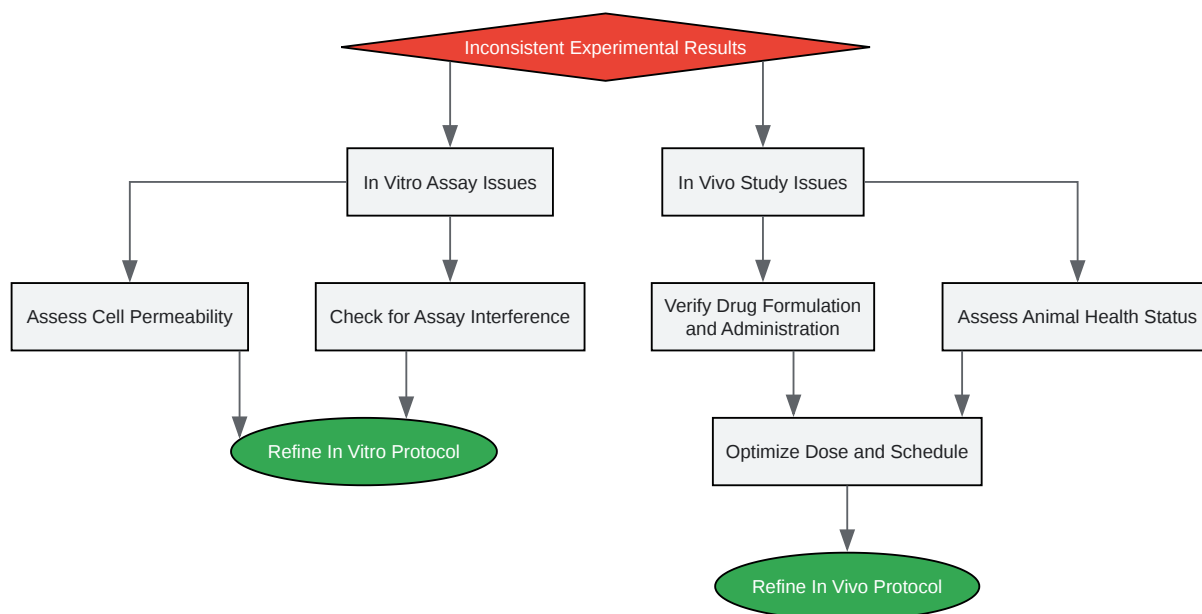 Inconsistent Experimental Results
In Vitro Assay Issues
In Vivo Study Issues
Assess Cell Permeability
Check for Assay Interference
Verify Drug Formulation
and Administration
Assess Animal Health Status
Refine In Vitro Protocol
Optimize Dose and Schedule
Refine In Vivo Protocol